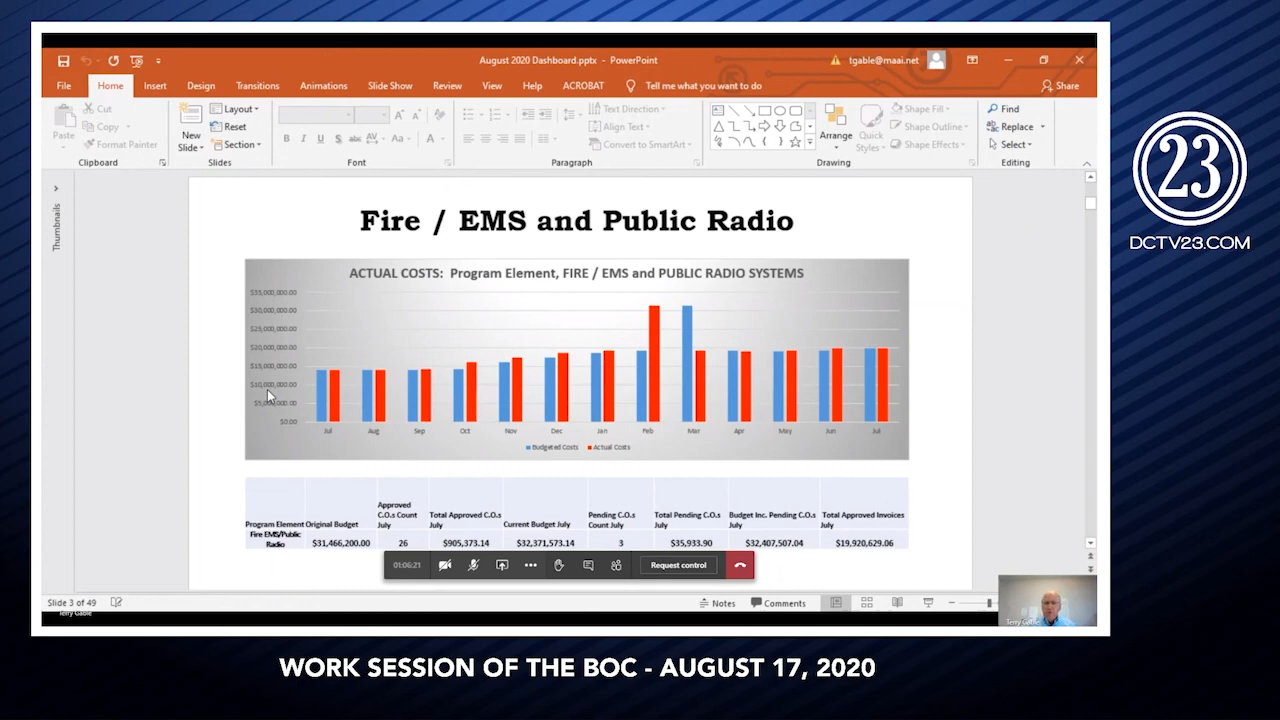 August 2020 Dashboard.pptx - PowerPoint
tgable@maai.net
File Home Insert Design Transitions Animations Slide Show Review View Help ACROBAT Tell me what you want to do Share
Paste
Cut
Copy
Format Painter
Clipboard
New
Slide
Layout
Reset
Section
Slides
B I U S abc AV Aa A
Font
Text Direction
Align Text
Convert to SmartArt
Paragraph
Arrange
Quick
Styles
Shape Fill
Shape Outline
Shape Effects
Drawing
Find
Replace
Select
Editing
Thumbnails
Fire / EMS and Public Radio
ACTUAL COSTS: Program Element, FIRE / EMS and PUBLIC RADIO SYSTEMS
$35,000,000.00
$30,000,000.00
$25,000,000.00
$20,000,000.00
$15,000,000.00
$10,000,000.00
$5,000,000.00
$0.00
Jul Aug Sep Oct Nov Dec Jan Feb Mar Apr May Jun Jul
Budgeted Costs Actual Costs
Program Element
Original Budget
Approved
C.O.s Count
July
Total Approved C.O.s
July
Current Budget July
Pending C.O.s
Count July
Total Pending C.O.s
July
Budget Inc. Pending C.O.s
July
Total Approved Invoices
July
Fire EMS/Public
Radio
$31,466,200.00 26 $905,373.14 $32,371,573.14 3 $35,933.90 $32,407,507.04 $19,920,629.06
01:06:21
Request control
Slide 3 of 49
Notes
Comments
Terry Gable
Terry Gable
23
DCTV23.COM
WORK SESSION OF THE BOC - AUGUST 17, 2020